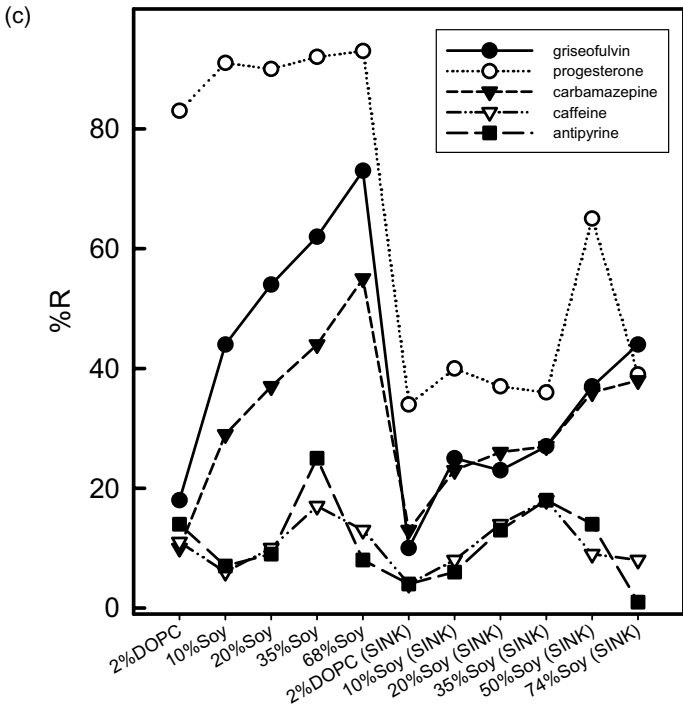 (c)
griseofulvin
progesterone
carbamazepine
caffeine
antipyrine
80
60
40
20
0
%R
2%DOPC
10%Soy
20%Soy
35%Soy
68%Soy
2%DOPC (SINK)
10%Soy (SINK)
20%Soy (SINK)
35%Soy (SINK)
50%Soy (SINK)
74%Soy (SINK)